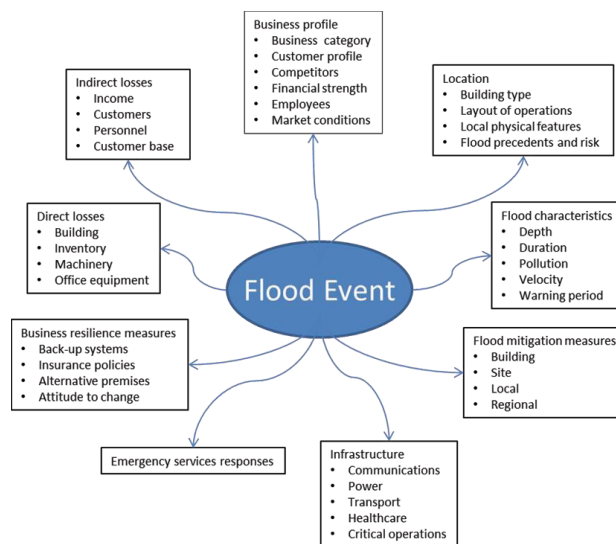 Business profile
• Business category
• Customer profile
• Competitors
• Financial strength
• Employees
• Market conditions
Indirect losses
• Income
• Customers
• Personnel
• Customer base
Location
• Building type
• Layout of operations
• Local physical features
• Flood precedents and risk
Direct losses
• Building
• Inventory
• Machinery
• Office equipment
Flood Event
Flood characteristics
• Depth
• Duration
• Pollution
• Velocity
• Warning period
Business resilience measures
• Back-up systems
• Insurance policies
• Alternative premises
• Attitude to change
Flood mitigation measures
• Building
• Site
• Local
• Regional
Emergency services responses
Infrastructure
• Communications
• Power
• Transport
• Healthcare
• Critical operations